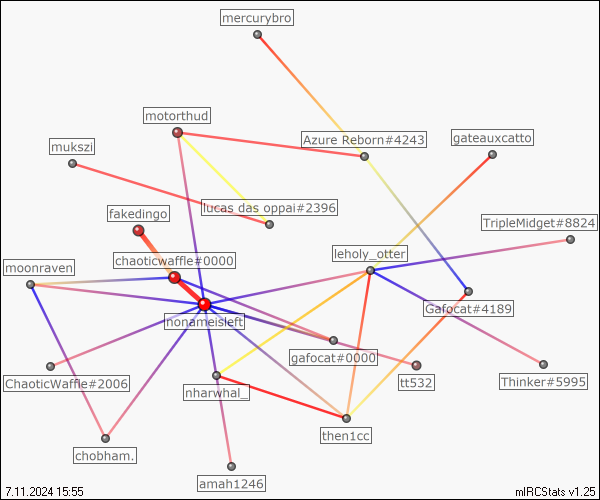 mercurybro
motorthud
Azure Reborn#4243
gateauxcatto
mukszi
lucas das oppai#2396
fakedingo
TripleMidget#8824
leholy_otter
chaoticwaffle#0000
moonraven
Gafocat#4189
nonameisleft
gafocat#0000
ChaoticWaffle#2006
nharwhal_
tt532
Thinker#5995
then1cc
chobham.
amah1246
7.11.2024 15:55
mIRCStats v1.25